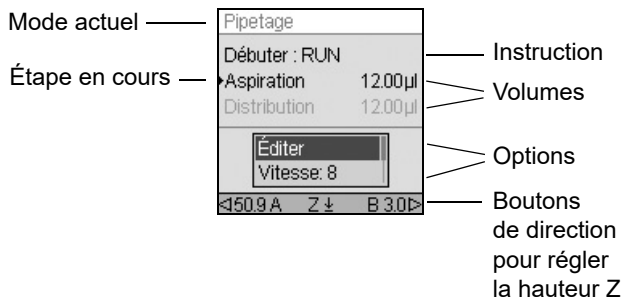 Mode actuel
Pipetage
Débuter : RUN
Instruction
Étape en cours
Aspiration 12.00µl
Volumes
Distribution 12.00µl
Éditer
Options
Vitesse: 8
50.9 A Z B 3.0
Boutons
de direction
pour régler
la hauteur Z